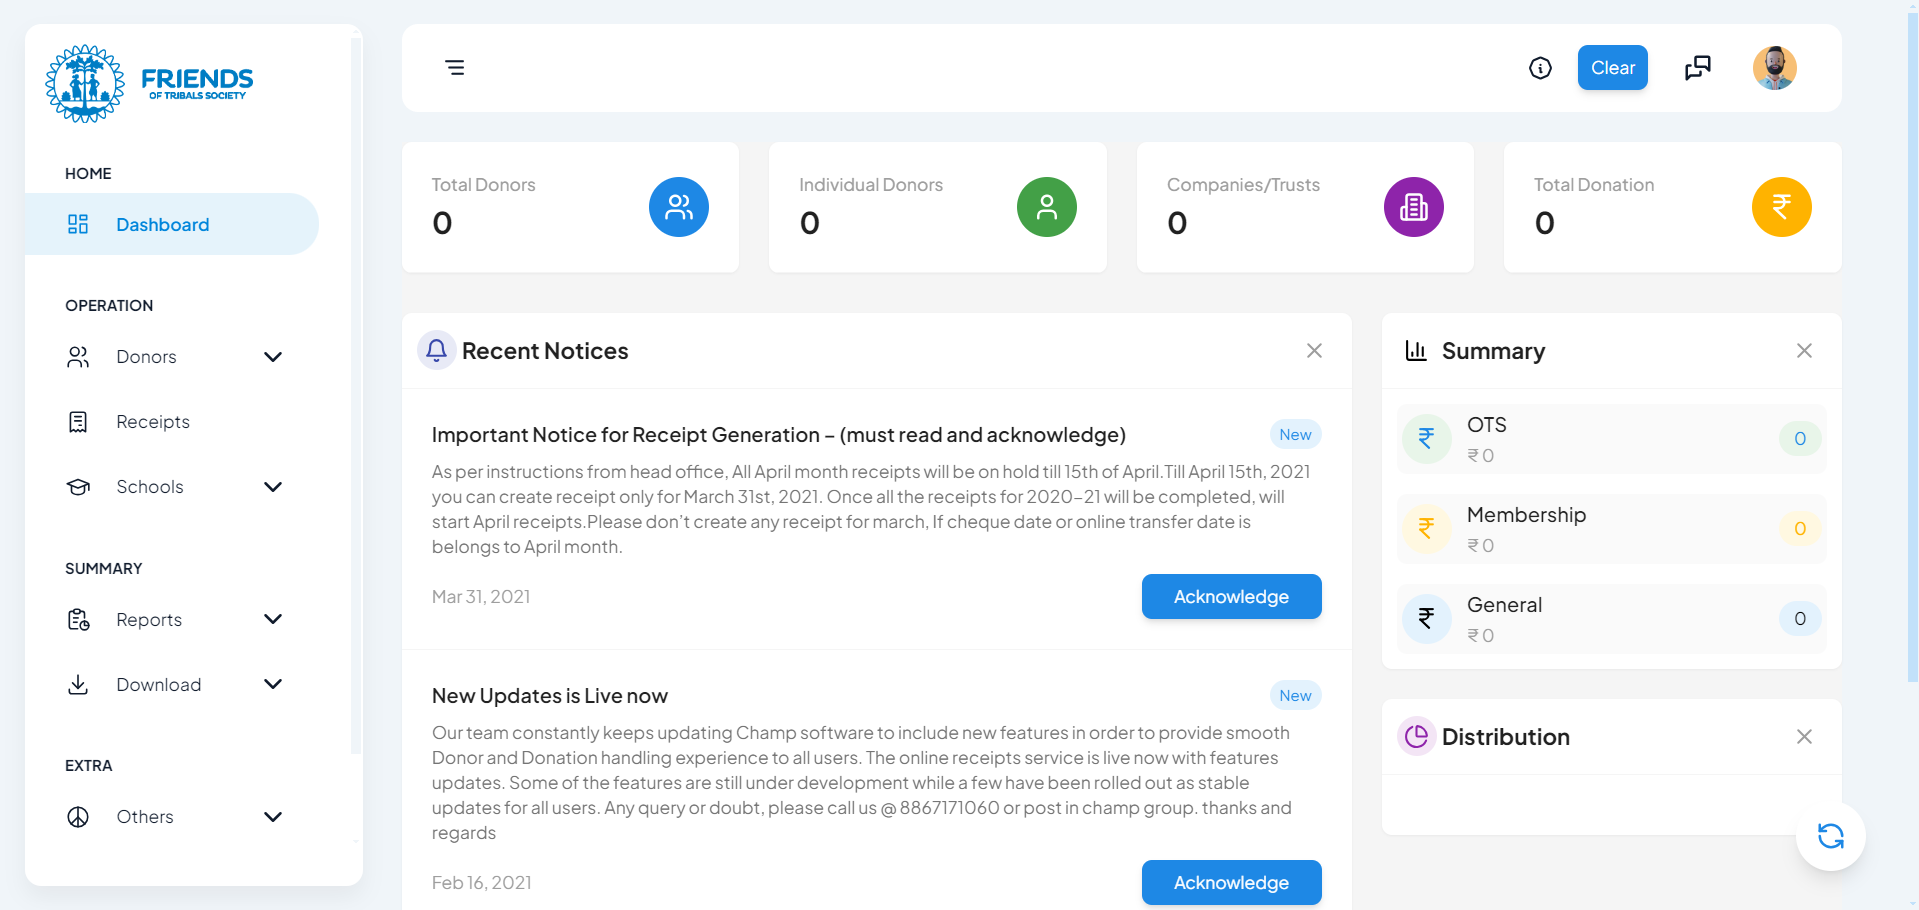 FRIENDS
OF TRIBALS SOCIETY
HOME
Dashboard
OPERATION
Donors
Receipts
Schools
SUMMARY
Reports
Download
EXTRA
Others
Clear
Total Donors
0
Individual Donors
0
Companies/Trusts
0
Total Donation
0
₹
Recent Notices
Important Notice for Receipt Generation – (must read and acknowledge)
New
As per instructions from head office, All April month receipts will be on hold till 15th of April.Till April 15th, 2021
you can create receipt only for March 31st, 2021. Once all the receipts for 2020-21 will be completed, will
start April receipts.Please don't create any receipt for march, If cheque date or online transfer date is
belongs to April month.
Mar 31, 2021
Acknowledge
New Updates is Live now
New
Our team constantly keeps updating Champ software to include new features in order to provide smooth
Donor and Donation handling experience to all users. The online receipts service is live now with features
updates. Some of the features are still under development while a few have been rolled out as stable
updates for all users. Any query or doubt, please call us @ 8867171060 or post in champ group. thanks and
regards
Feb 16, 2021
Acknowledge
Summary
₹
OTS
₹ 0
0
₹
Membership
₹ 0
0
₹
General
₹ 0
0
Distribution